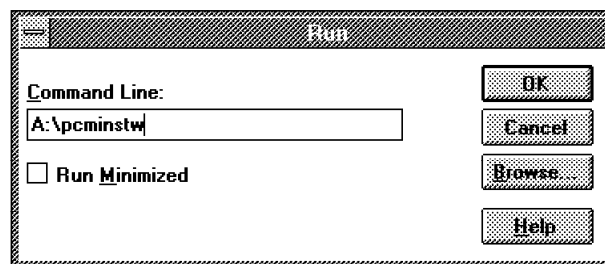 Run
Command Line:
A:\pcminstw
Run Minimized
OK
Cancel
Browse...
Help